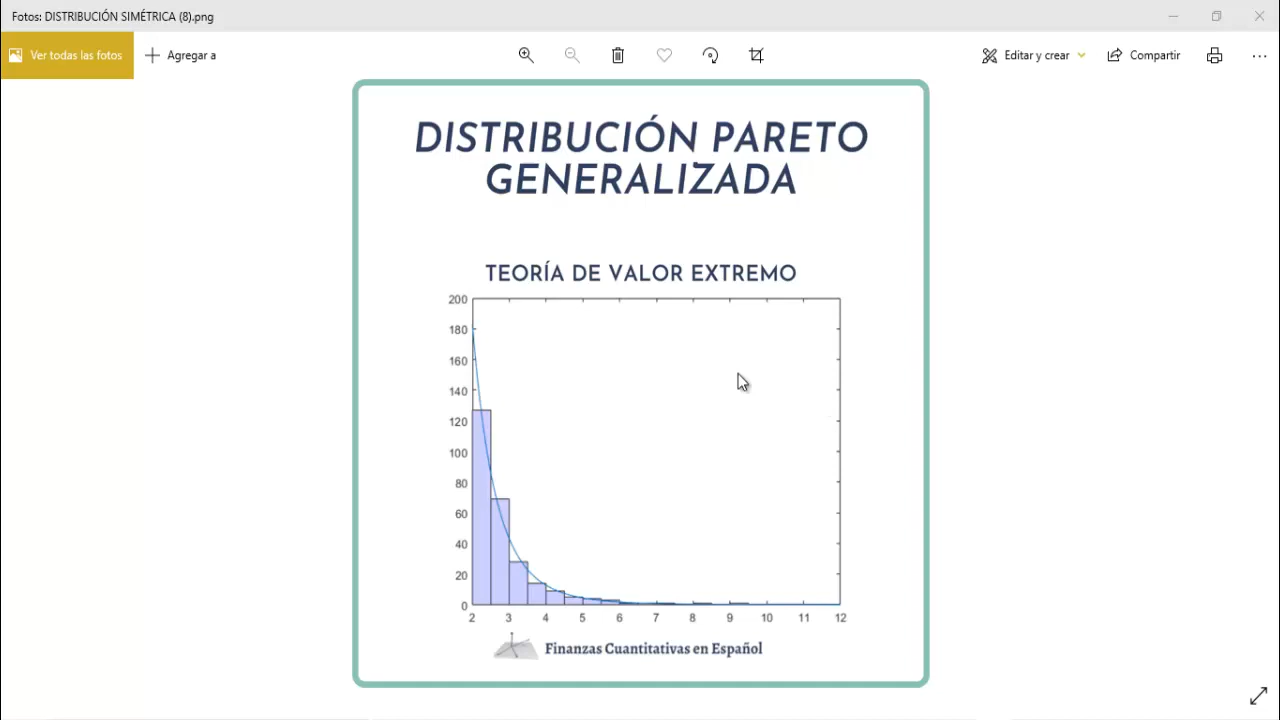 Fotos: DISTRIBUCIÓN SIMÉTRICA (8).png
Ver todas las fotos
Agregar a
Editar y crear
Compartir
DISTRIBUCIÓN PARETO
GENERALIZADA
TEORÍA DE VALOR EXTREMO
200
180
160
140
120
100
80
60
40
20
0
2 3 4 5 6 7 8 9 10 11 12
Finanzas Cuantitativas en Español